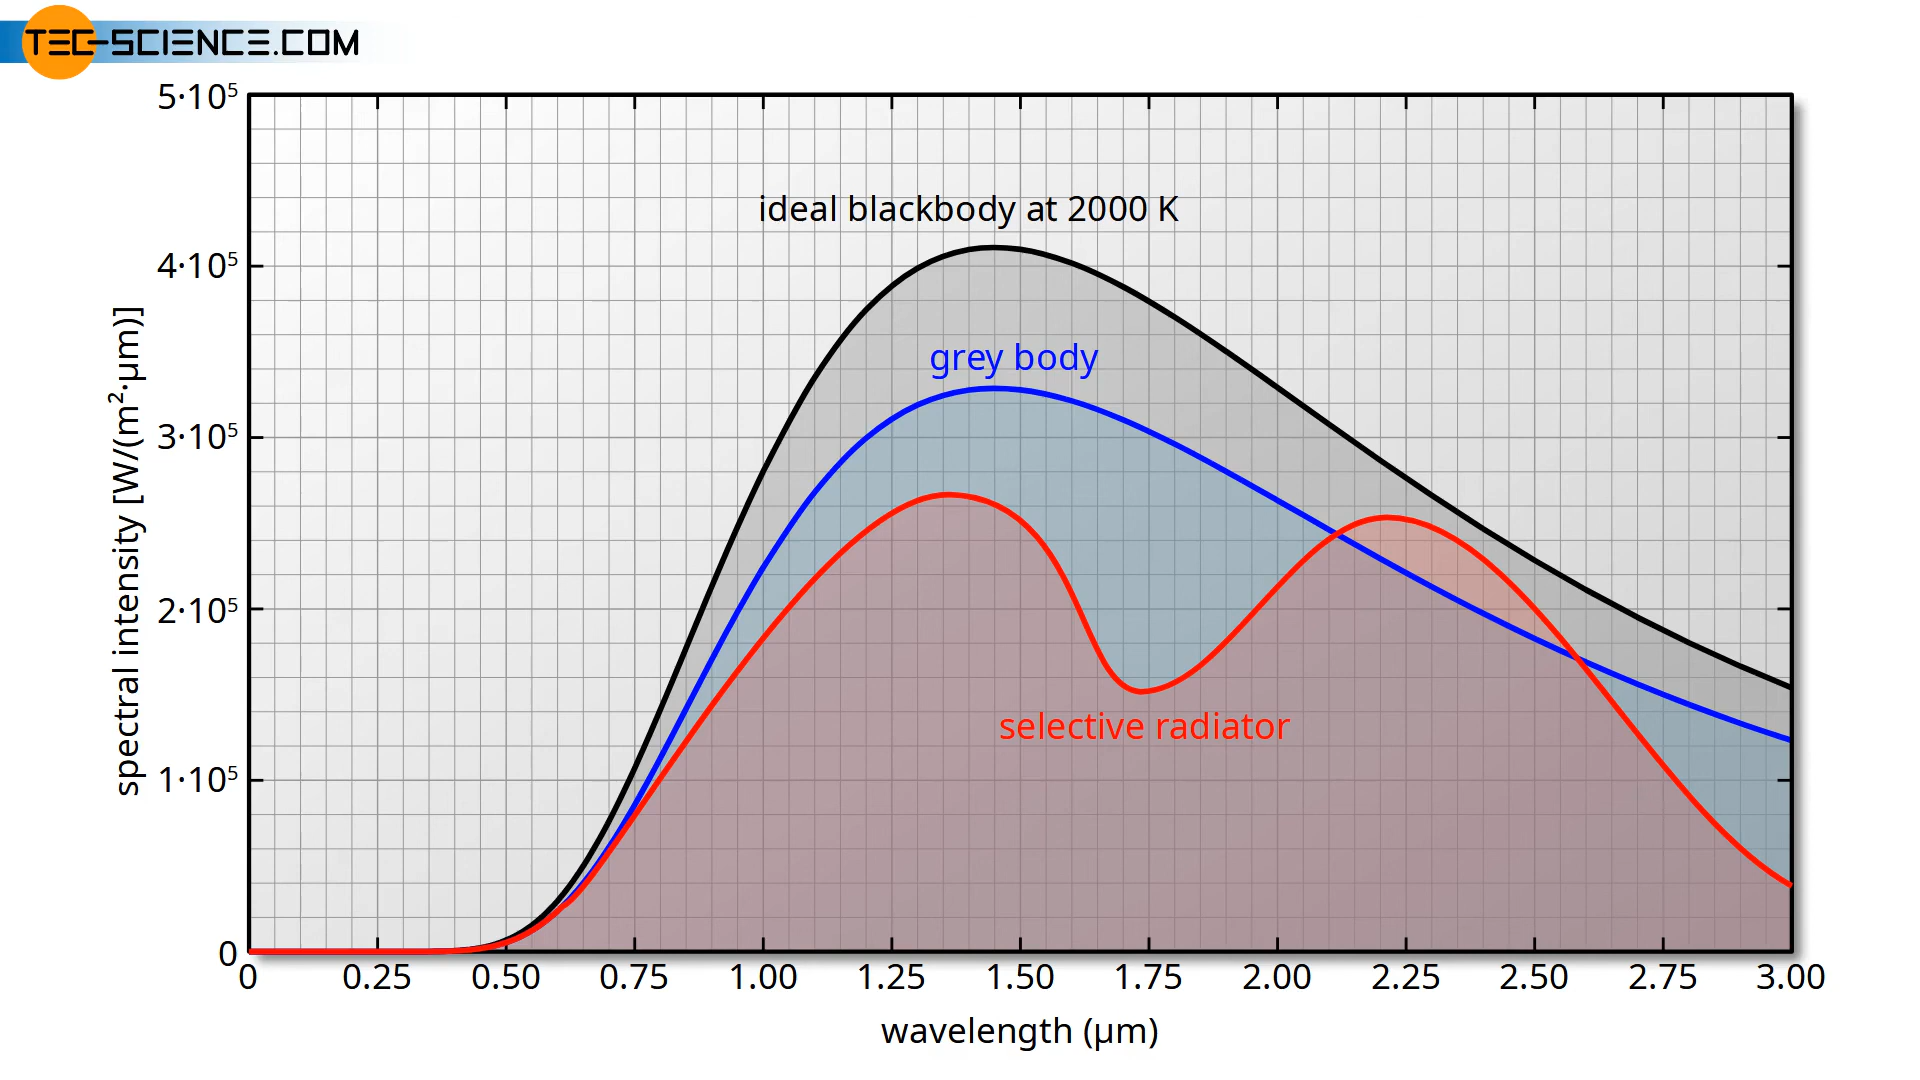 TEC-SCIENCE.COM
5·10⁵
4·10⁵
3·10⁵
2·10⁵
1·10⁵
0
spectral intensity [W/(m²·µm)]
ideal blackbody at 2000 K
grey body
selective radiator
0 0.25 0.50 0.75 1.00 1.25 1.50 1.75 2.00 2.25 2.50 2.75 3.00
wavelength (µm)